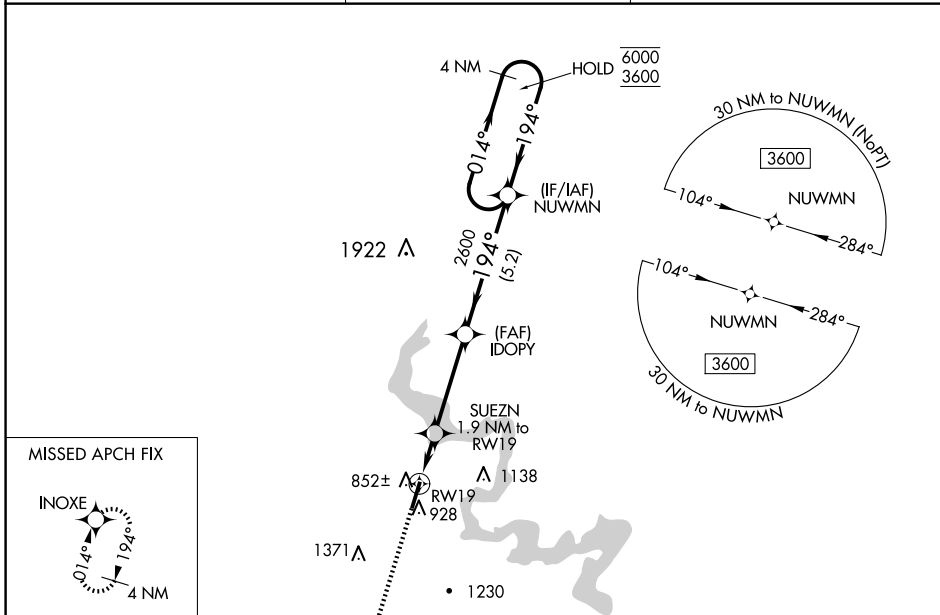 4 NM
HOLD
6000
3600
014°
194°
(IF/IAF)
NUWMN
30 NM to NUWMN (NoPT)
3600
NUWMN
104°
284°
1922
2600
194°
(5.2)
104°
284°
NUWMN
3600
30 NM to NUWMN
(FAF)
IDOPY
SUEZN
1.9 NM to
RW19
MISSED APCH FIX
INOXE
014°
194°
4 NM
852±
RW19
928
1138
1371
1230